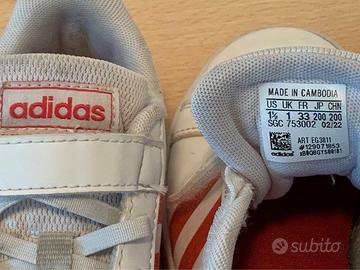 adidas
MADE IN CAMBODIA
US UK FR JP CHN
1½ 1 33 200 200
SGC 753002 02/22
ART EG3811
#129071853
adidas
subito